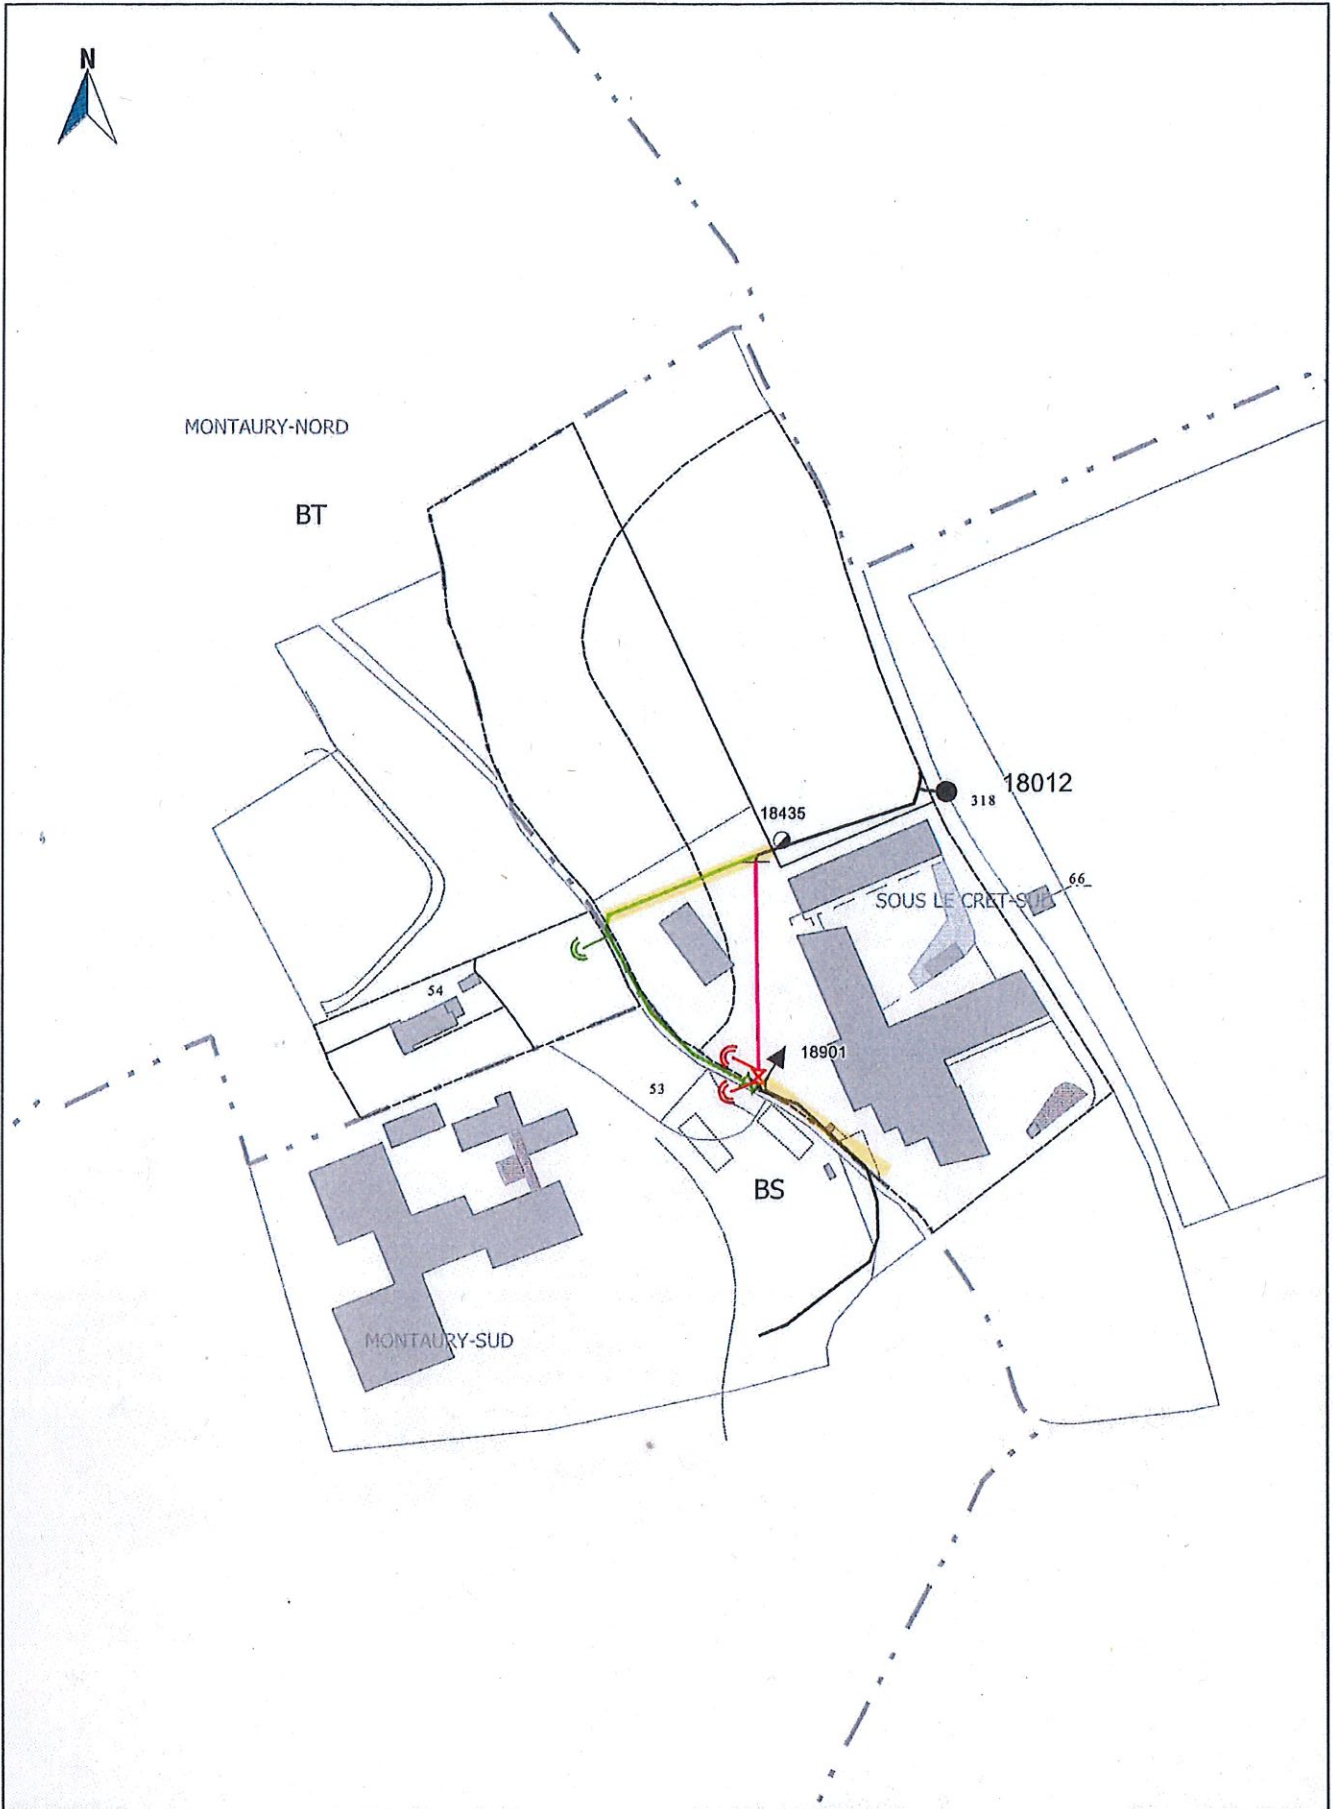 N
MONTAURY-NORD
BT
18012
318
18435
66
SOUS LE CRET-SUD
54
18901
53
BS
MONTAURY-SUD